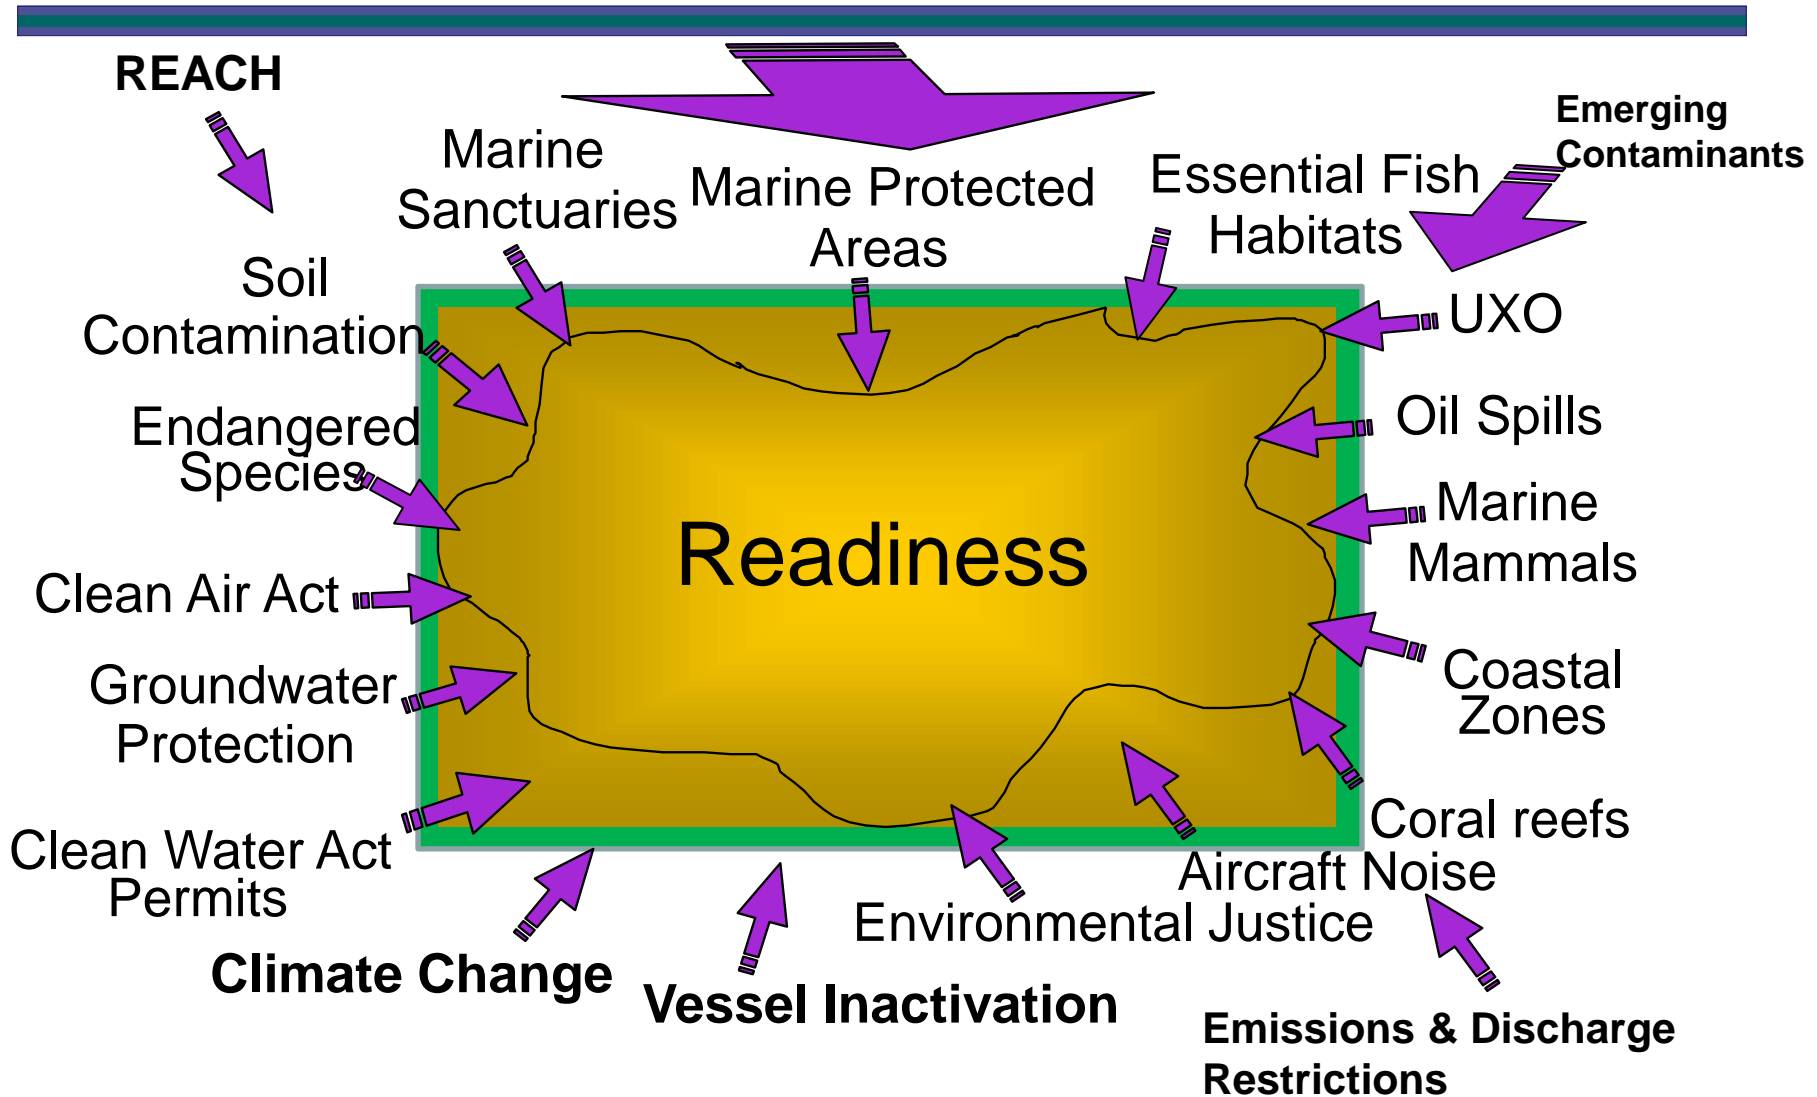 REACH
Emerging
Contaminants
Marine
Sanctuaries
Marine Protected
Areas
Essential Fish
Habitats
Soil
Contamination
UXO
Endangered
Species
Oil Spills
Readiness
Marine
Mammals
Clean Air Act
Groundwater
Protection
Coastal
Zones
Clean Water Act
Permits
Coral reefs
Aircraft Noise
Environmental Justice
Climate Change
Vessel Inactivation
Emissions & Discharge
Restrictions